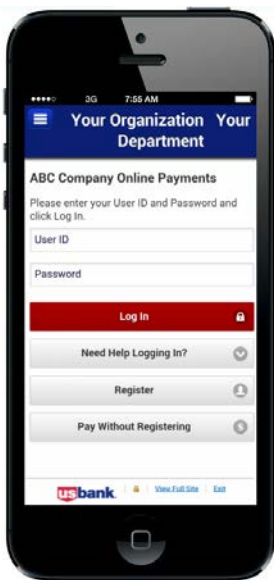 3G 7:55 AM
Your Organization Your
Department
ABC Company Online Payments
Please enter your User ID and Password and
click Log In.
User ID
Password
Log In
Need Help Logging In?
Register
Pay Without Registering
usbank View Full Site Exit